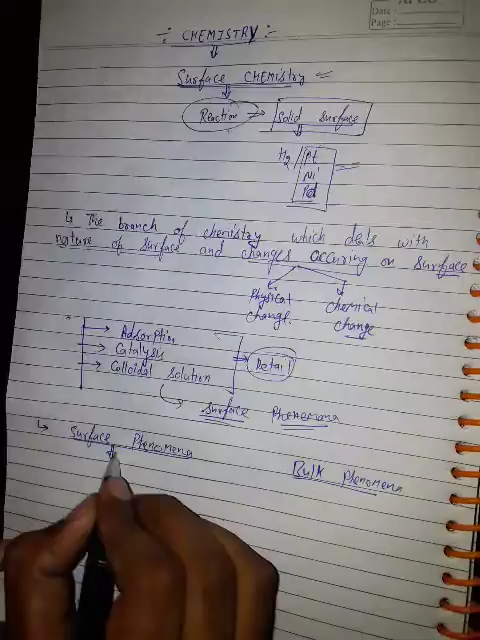 Date :
Page :
÷ CHEMISTRY :-
Surface CHEMISTRY =
Reaction → Solid surface
H2 / Pt
Ni
Pd
↳ The branch of chemistry which deals with
nature of surface and changes occuring on surface
Physical change.
Chemical change
→ Adsorptin
→ Catalysis
→ Colloidal solution
Detail
Surface Phenomana
↳ Surface Phenomena
Bulk Phenomena